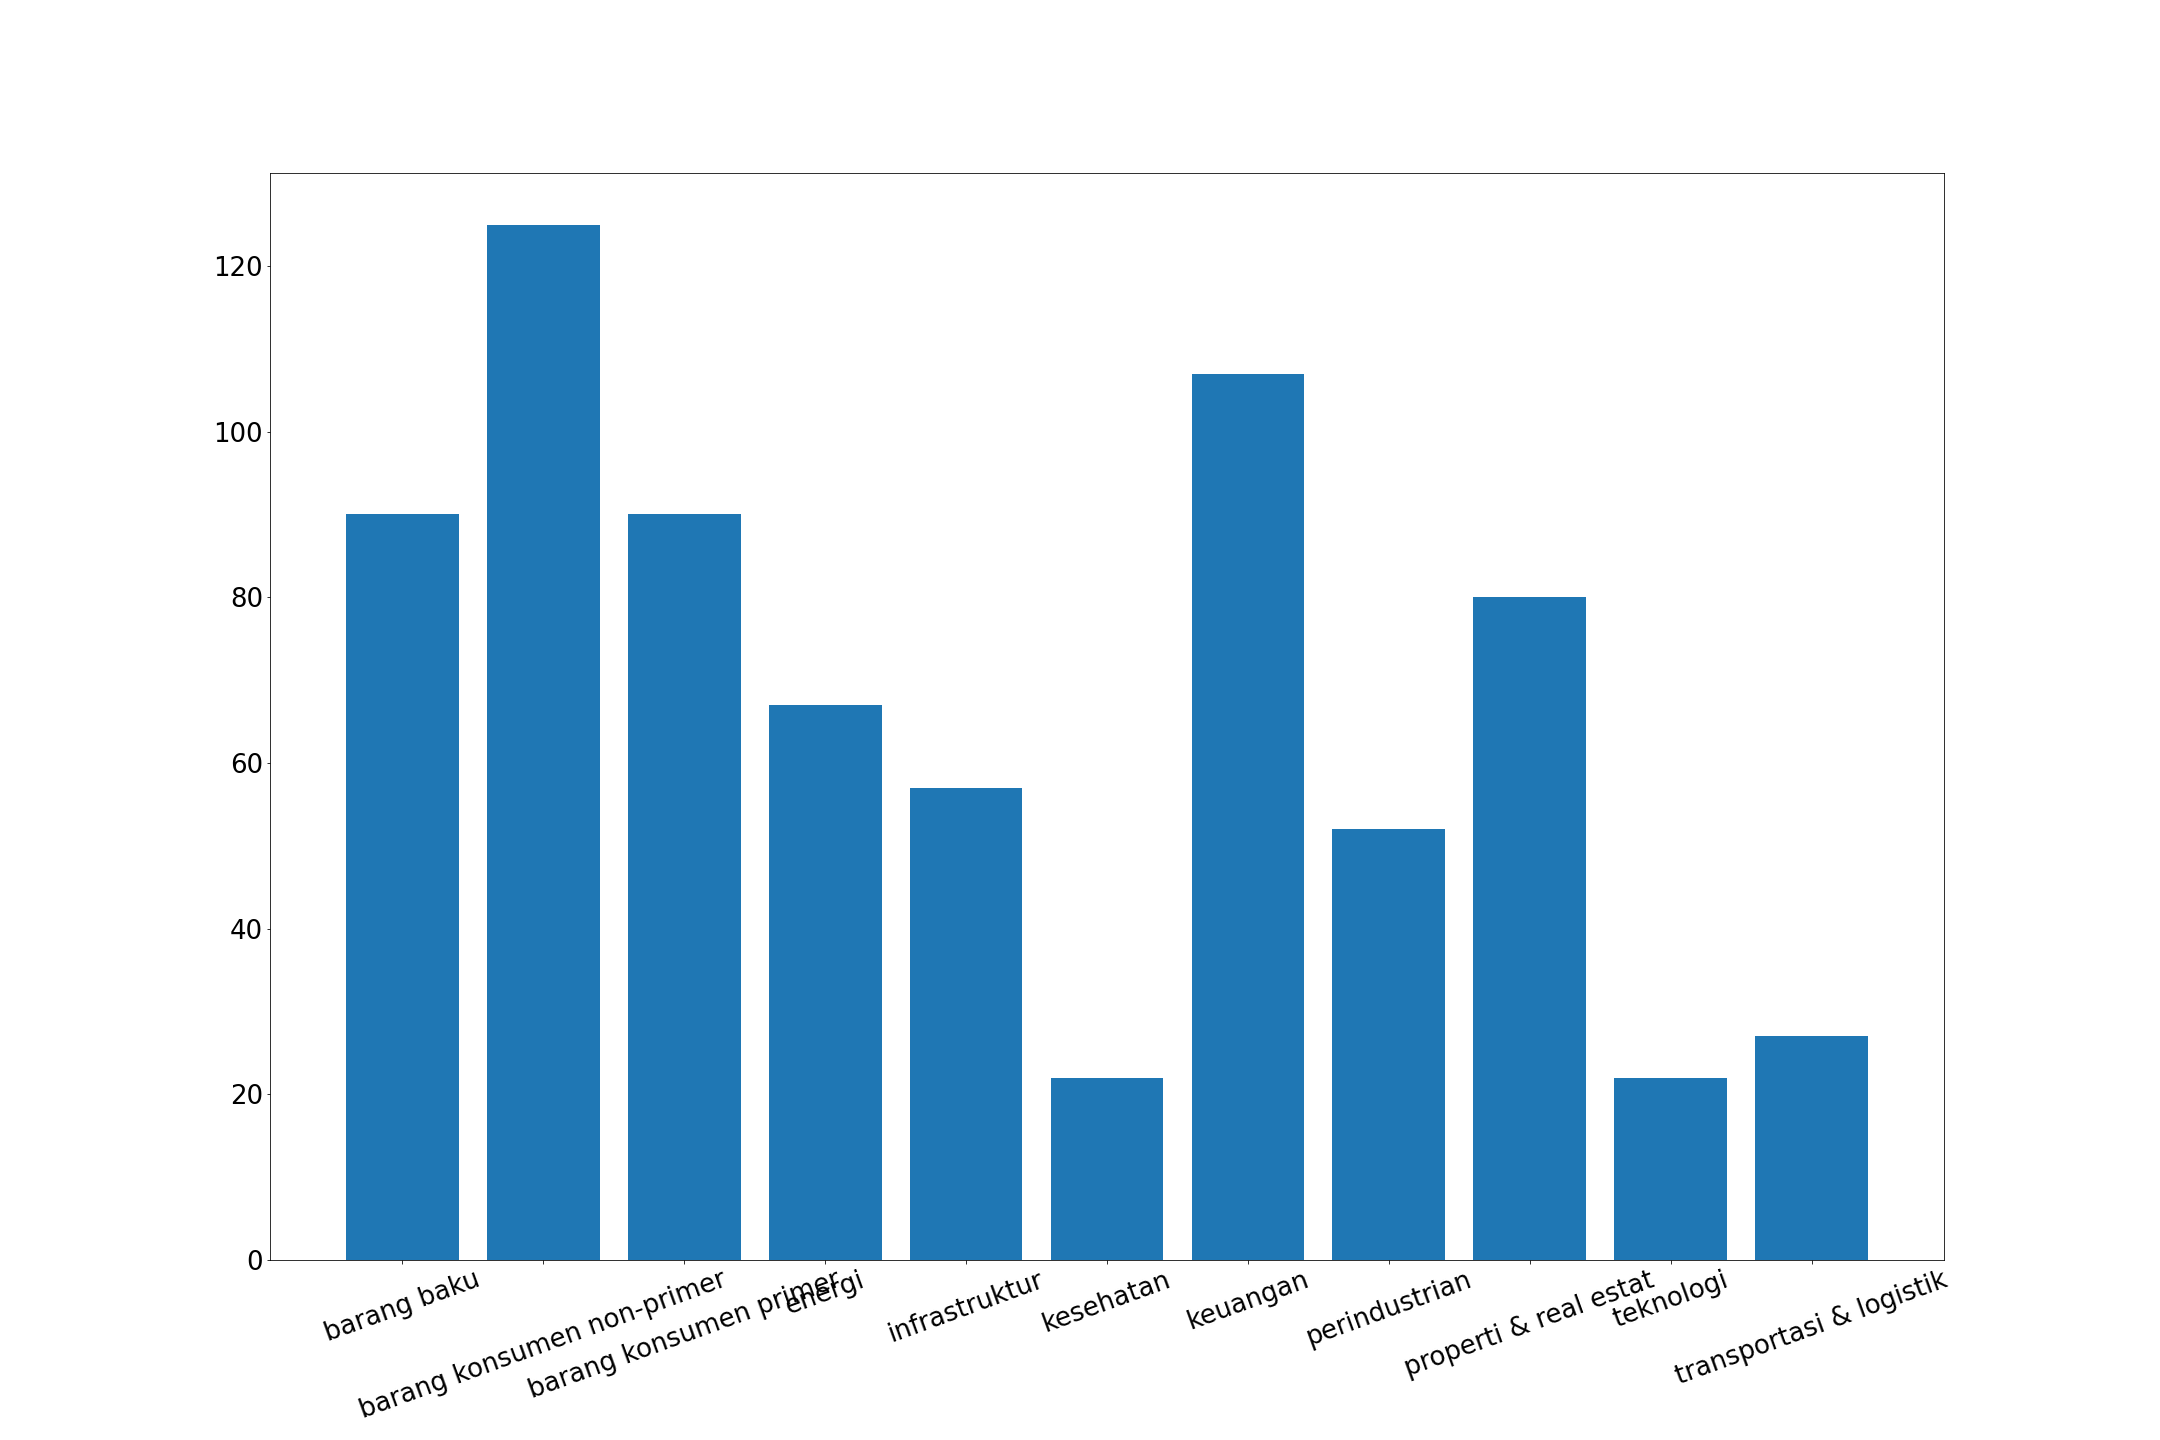 120
100
80
60
40
20
0
barang baku
barang konsumen non-primer
barang konsumen primer
energi
infrastruktur
kesehatan
keuangan
perindustrian
properti & real estat
teknologi
transportasi & logistik